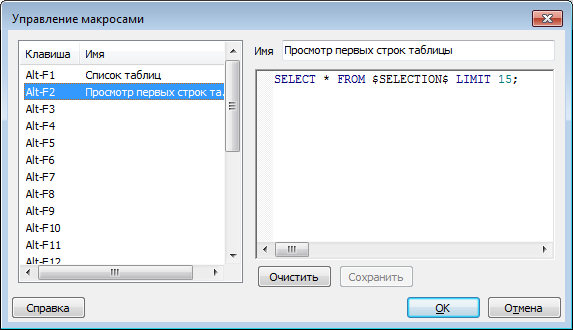 Управление макросами
Клавиша Имя
Имя Просмотр первых строк таблицы
Alt-F1 Список таблиц
Alt-F2 Просмотр первых строк та...
Alt-F3
Alt-F4
Alt-F5
Alt-F6
Alt-F7
Alt-F8
Alt-F9
Alt-F10
Alt-F11
Alt-F12
SELECT * FROM $SELECTION$ LIMIT 15;
Очистить Сохранить
Справка OK Отмена